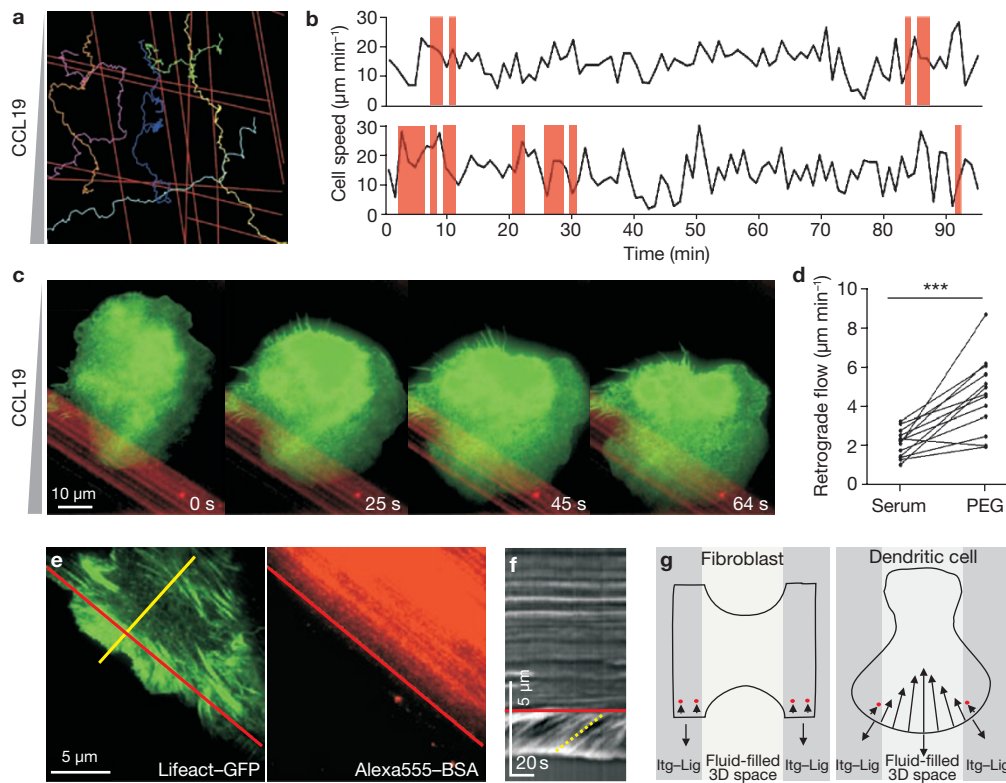 a
CCL19
b
Cell speed (µm min⁻¹)
30
20
10
0
30
20
10
0
0 10 20 30 40 50 60 70 80 90
Time (min)
c
CCL19
10 µm
0 s
25 s
45 s
64 s
d
***
Retrograde flow (µm min⁻¹)
10
8
6
4
2
0
Serum PEG
e
5 µm
Lifeact–GFP
Alexa555–BSA
f
5 µm
20 s
g
Fibroblast
Itg–Lig Fluid-filled 3D space Itg–Lig
Dendritic cell
Itg–Lig Fluid-filled 3D space Itg–Lig